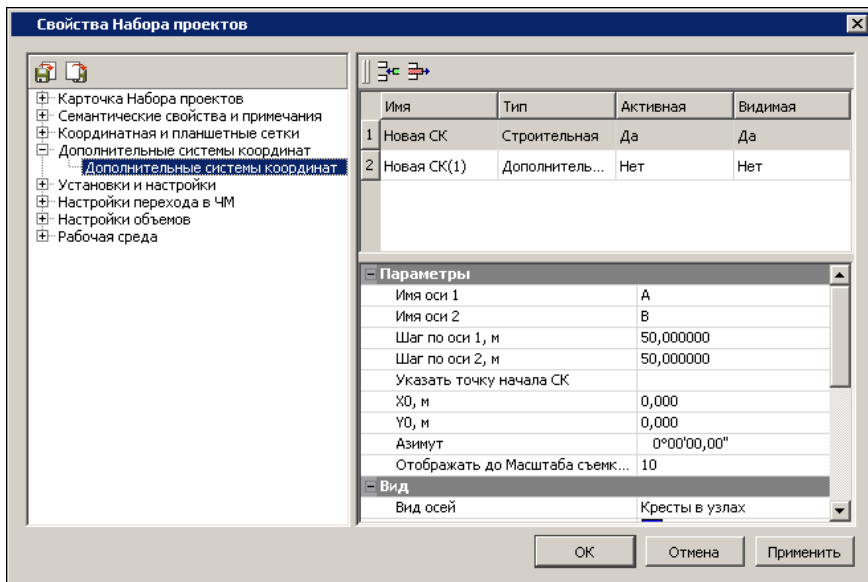 Свойства Набора проектов
Карточка Набора проектов
Семантические свойства и примечания
Координатная и планшетные сетки
Дополнительные системы координат
Дополнительные системы координат
Установки и настройки
Настройки перехода в ЧМ
Настройки объемов
Рабочая среда
Имя Тип Активная Видимая
1 Новая СК Строительная Да Да
2 Новая СК(1) Дополнитель... Нет Нет
Параметры
Имя оси 1 A
Имя оси 2 B
Шаг по оси 1, м 50,000000
Шаг по оси 2, м 50,000000
Указать точку начала СК
X0, м 0,000
Y0, м 0,000
Азимут 0°00'00,00"
Отображать до Масштаба съемк... 10
Вид
Вид осей Кресты в узлах
ОК Отмена Применить